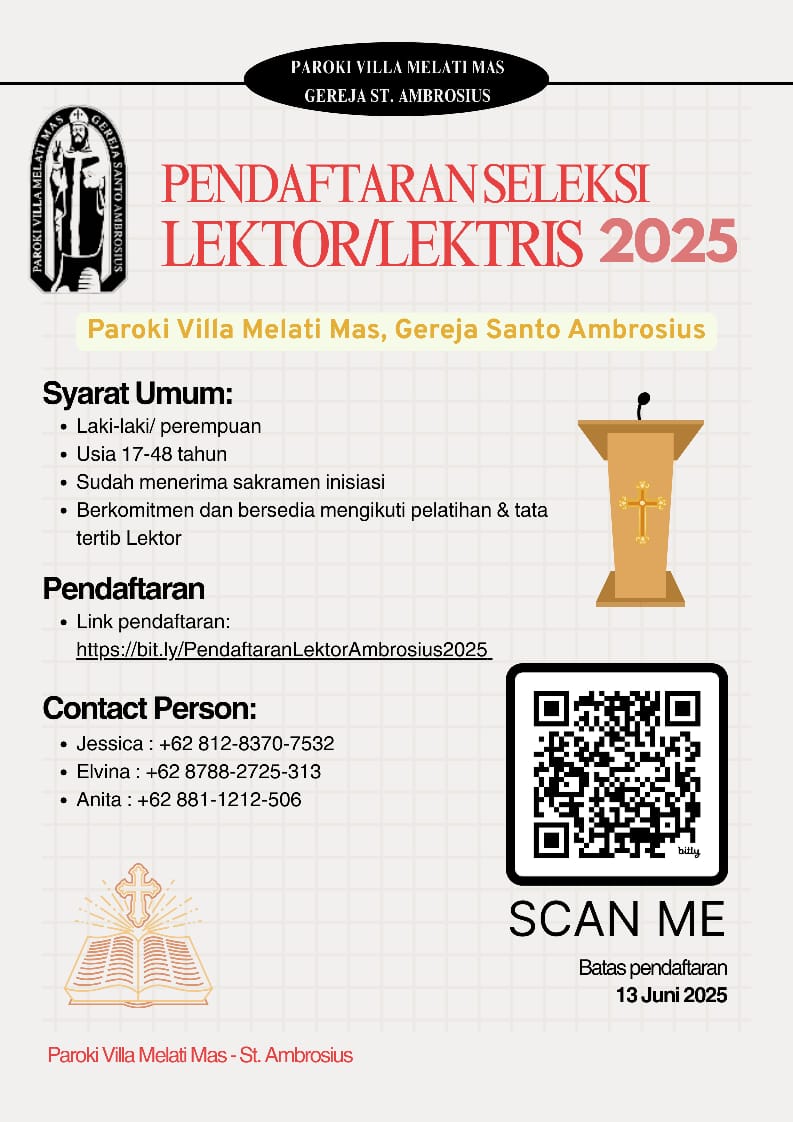 PAROKI VILLA MELATI MAS
GEREJA ST. AMBROSIUS
PAROKI VILLA MELATI MAS GEREJA SANTO AMBROSIUS
PENDAFTARAN SELEKSI
LEKTOR/LEKTRIS 2025
Paroki Villa Melati Mas, Gereja Santo Ambrosius
Syarat Umum:
• Laki-laki/ perempuan
• Usia 17-48 tahun
• Sudah menerima sakramen inisiasi
• Berkomitmen dan bersedia mengikuti pelatihan & tata
tertib Lektor
Pendaftaran
• Link pendaftaran:
https://bit.ly/PendaftaranLektorAmbrosius2025
Contact Person:
• Jessica : +62 812-8370-7532
• Elvina : +62 8788-2725-313
• Anita : +62 881-1212-506
bitly
SCAN ME
Batas pendaftaran
13 Juni 2025
Paroki Villa Melati Mas - St. Ambrosius